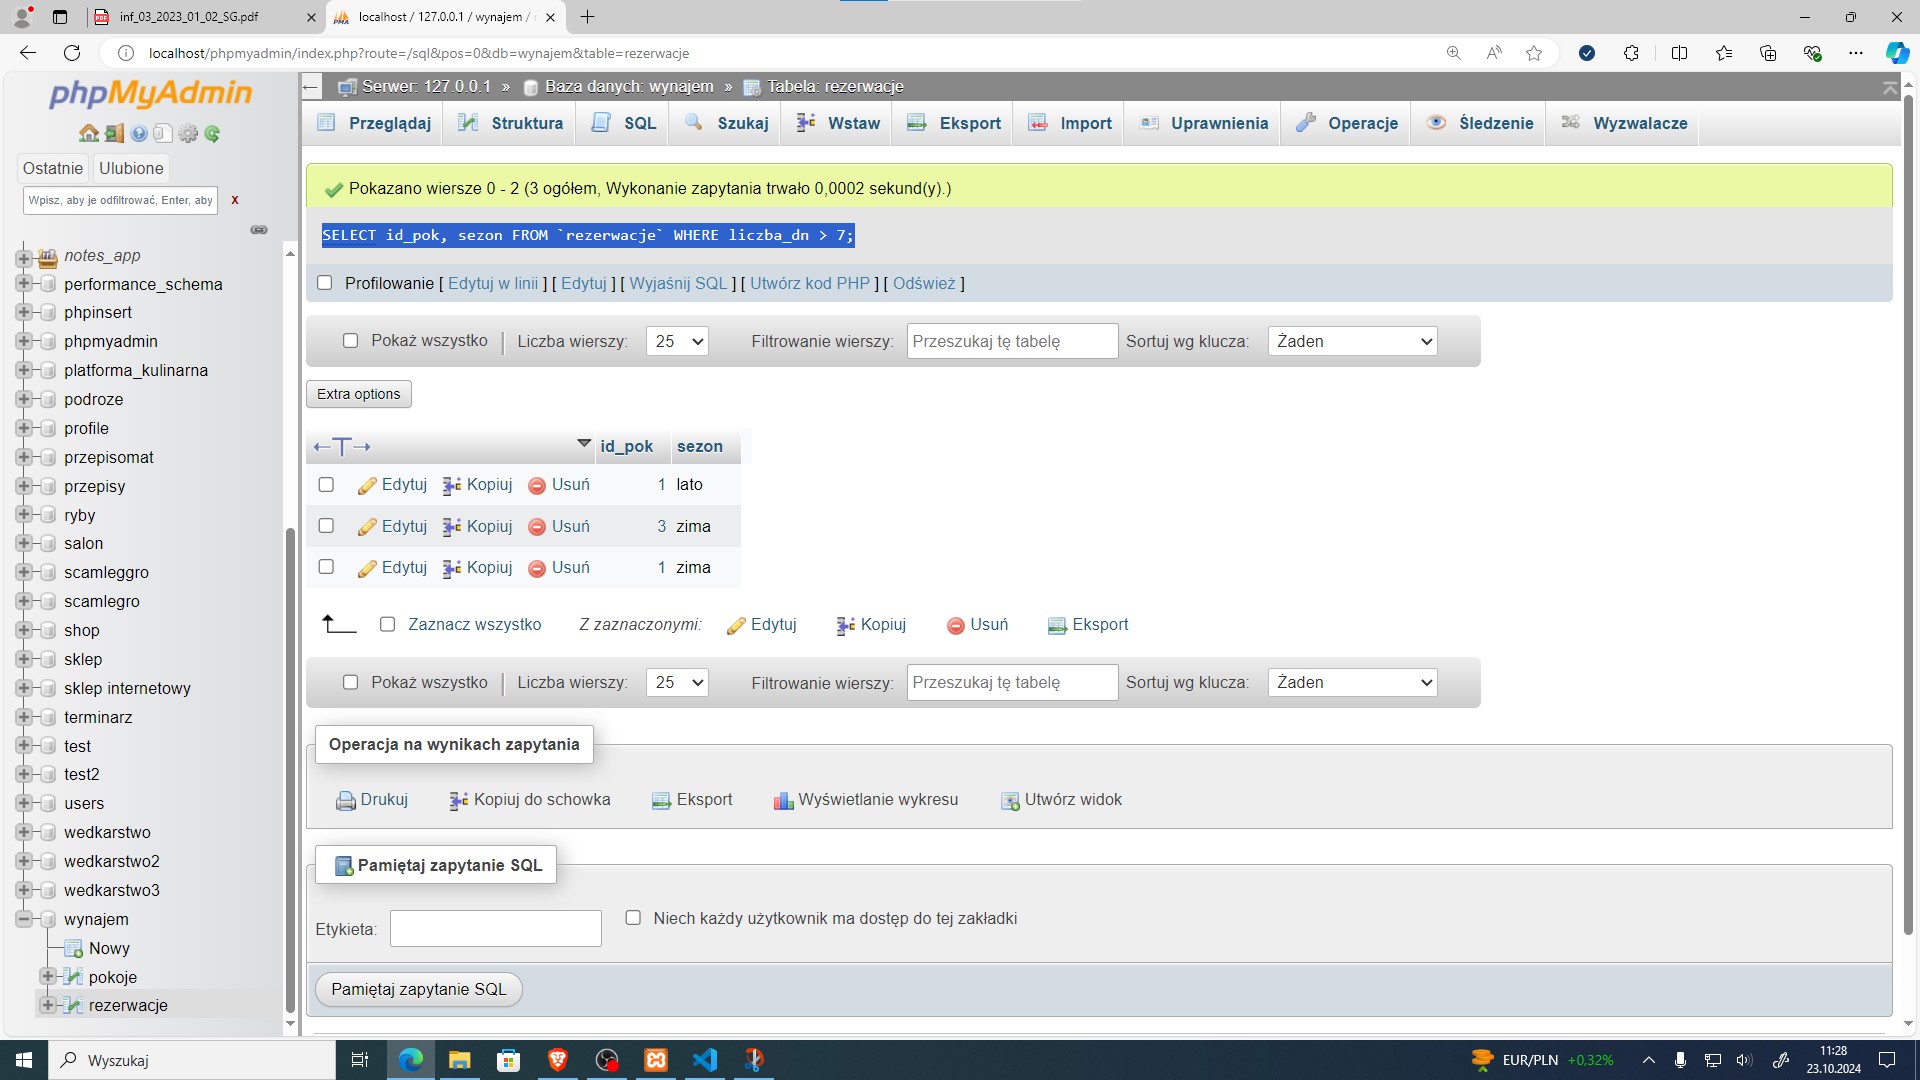 inf_03_2023_01_02_SG.pdf
localhost / 127.0.0.1 / wynajem /
localhost/phpmyadmin/index.php?route=/sql&pos=0&db=wynajem&table=rezerwacje
phpMyAdmin
Ostatnie Ulubione
Wpisz, aby je odfiltrować, Enter, aby X
notes_app
performance_schema
phpinsert
phpmyadmin
platforma_kulinarna
podroze
profile
przepisomat
przepisy
ryby
salon
scamleggro
scamlegro
shop
sklep
sklep internetowy
terminarz
test
test2
users
wedkarstwo
wedkarstwo2
wedkarstwo3
wynajem
Nowy
pokoje
rezerwacje
Serwer: 127.0.0.1 » Baza danych: wynajem » Tabela: rezerwacje
Przeglądaj Struktura SQL Szukaj Wstaw Eksport Import Uprawnienia Operacje Śledzenie Wyzwalacze
Pokazano wiersze 0 - 2 (3 ogółem, Wykonanie zapytania trwało 0,0002 sekund(y).)
SELECT id_pok, sezon FROM `rezerwacje` WHERE liczba_dn > 7;
Profilowanie [ Edytuj w linii ] [ Edytuj ] [ Wyjaśnij SQL ] [ Utwórz kod PHP ] [ Odśwież ]
Pokaż wszystko Liczba wierszy: 25 Filtrowanie wierszy: Przeszukaj tę tabelę Sortuj wg klucza: Żaden
Extra options
←T→ id_pok sezon
Edytuj Kopiuj Usuń 1 lato
Edytuj Kopiuj Usuń 3 zima
Edytuj Kopiuj Usuń 1 zima
Zaznacz wszystko Z zaznaczonymi: Edytuj Kopiuj Usuń Eksport
Pokaż wszystko Liczba wierszy: 25 Filtrowanie wierszy: Przeszukaj tę tabelę Sortuj wg klucza: Żaden
Operacja na wynikach zapytania
Drukuj Kopiuj do schowka Eksport Wyświetlanie wykresu Utwórz widok
Pamiętaj zapytanie SQL
Etykieta: Niech każdy użytkownik ma dostęp do tej zakładki
Pamiętaj zapytanie SQL
Wyszukaj
EUR/PLN +0,32%
11:28
23.10.2024